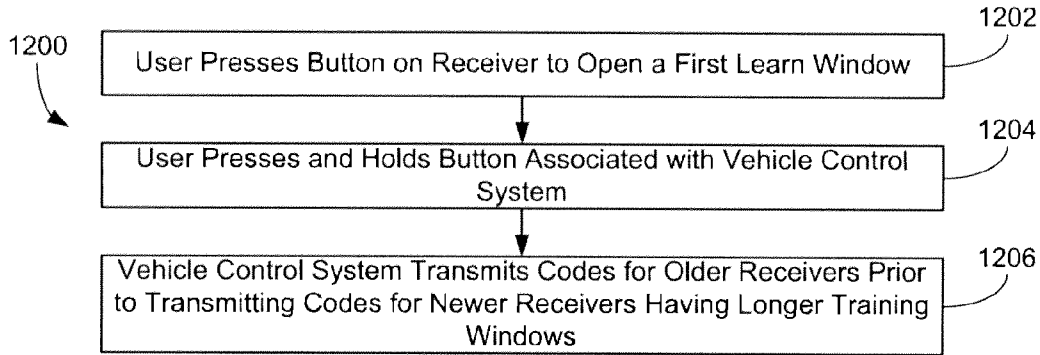 1200
1202
User Presses Button on Receiver to Open a First Learn Window
1204
User Presses and Holds Button Associated with Vehicle Control
System
1206
Vehicle Control System Transmits Codes for Older Receivers Prior
to Transmitting Codes for Newer Receivers Having Longer Training
Windows